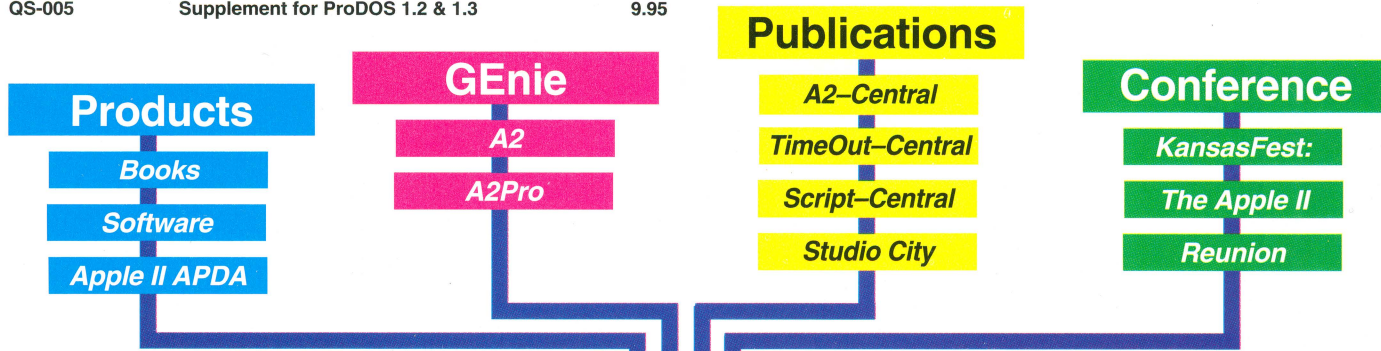 QS-005 Supplement for ProDOS 1.2 & 1.3 9.95
Products
Books
Software
Apple II APDA
GEnie
A2
A2Pro
Publications
A2–Central
TimeOut–Central
Script–Central
Studio City
Conference
KansasFest:
The Apple II
Reunion